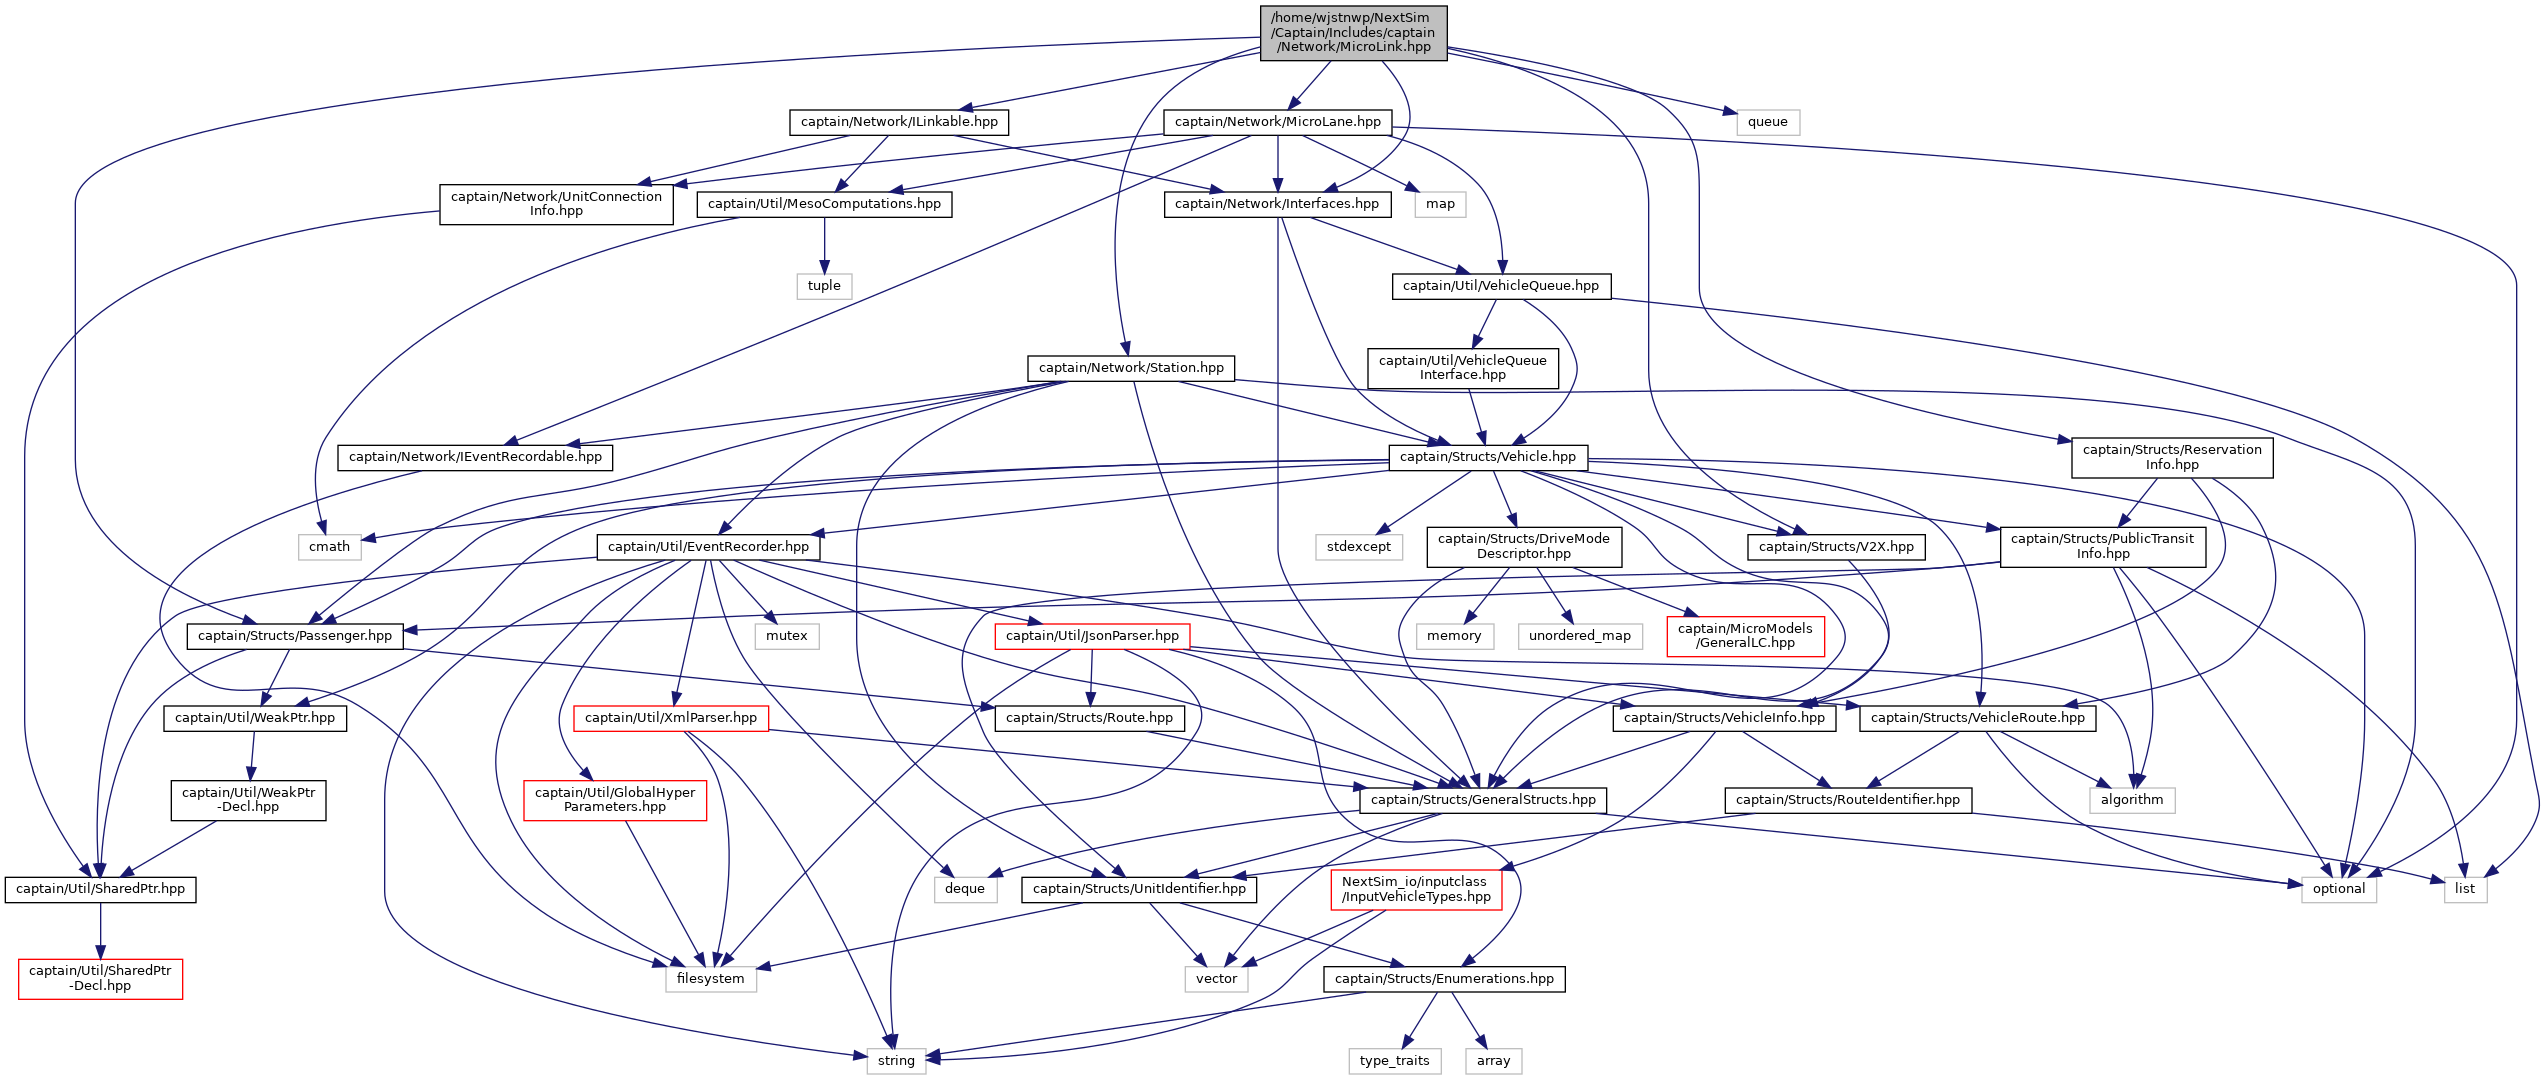 /home/wjstnwp/NextSim
/Captain/Includes/captain
/Network/MicroLink.hpp
captain/Network/ILinkable.hpp
captain/Network/MicroLane.hpp
queue
captain/Network/UnitConnection
Info.hpp
captain/Util/MesoComputations.hpp
captain/Network/Interfaces.hpp
map
tuple
captain/Util/VehicleQueue.hpp
captain/Network/Station.hpp
captain/Util/VehicleQueue
Interface.hpp
captain/Network/IEventRecordable.hpp
captain/Structs/Vehicle.hpp
captain/Structs/Reservation
Info.hpp
cmath
captain/Util/EventRecorder.hpp
stdexcept
captain/Structs/DriveMode
Descriptor.hpp
captain/Structs/V2X.hpp
captain/Structs/PublicTransit
Info.hpp
captain/Structs/Passenger.hpp
mutex
captain/Util/JsonParser.hpp
memory
unordered_map
captain/MicroModels
/GeneralLC.hpp
captain/Util/WeakPtr.hpp
captain/Util/XmlParser.hpp
captain/Structs/Route.hpp
captain/Structs/VehicleInfo.hpp
captain/Structs/VehicleRoute.hpp
captain/Util/WeakPtr
-Decl.hpp
captain/Util/GlobalHyper
Parameters.hpp
captain/Structs/GeneralStructs.hpp
captain/Structs/RouteIdentifier.hpp
algorithm
captain/Util/SharedPtr.hpp
deque
captain/Structs/UnitIdentifier.hpp
NextSim_io/inputclass
/InputVehicleTypes.hpp
optional
list
captain/Util/SharedPtr
-Decl.hpp
filesystem
vector
captain/Structs/Enumerations.hpp
string
type_traits
array